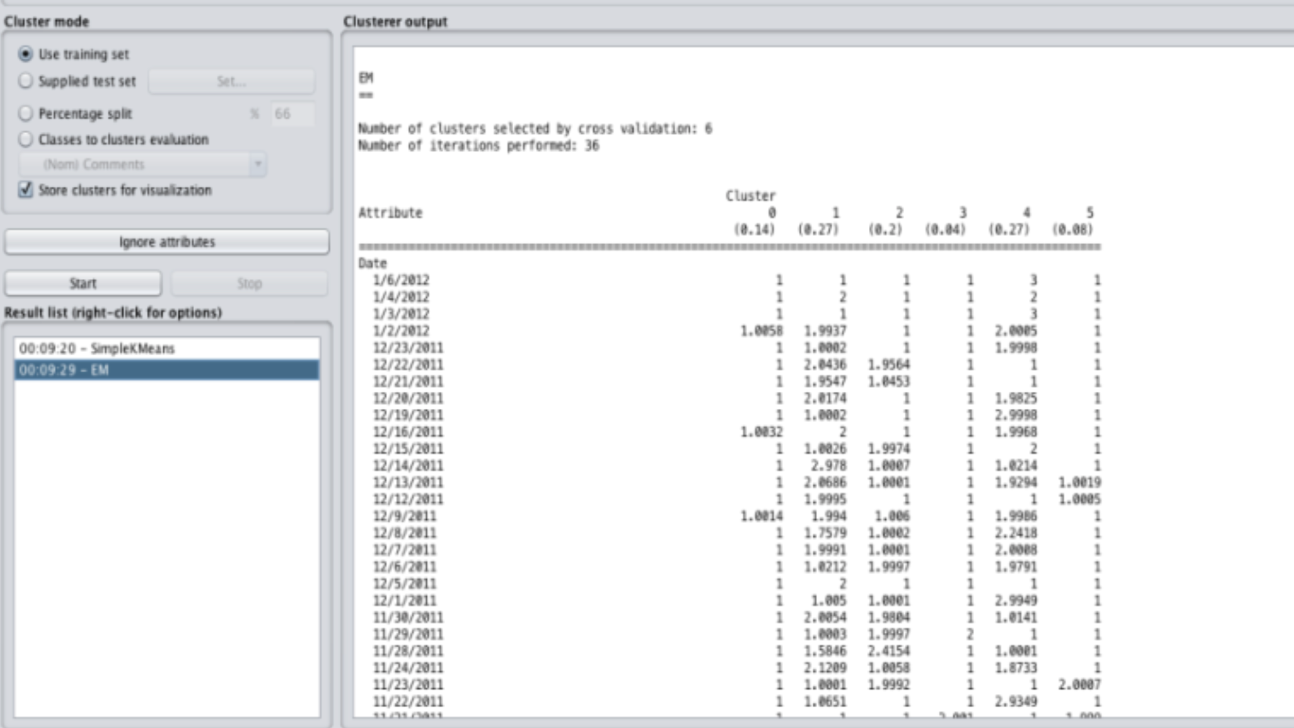 Cluster mode
Use training set
Supplied test set Set...
Percentage split % 66
Classes to clusters evaluation
(Nom) Comments
Store clusters for visualization
Ignore attributes
Start Stop
Result list (right-click for options)
00:09:20 - SimpleKMeans
00:09:29 - EM
Clusterer output
EM
==
Number of clusters selected by cross validation: 6
Number of iterations performed: 36
Cluster
Attribute 0 1 2 3 4 5
(0.14) (0.27) (0.2) (0.04) (0.27) (0.08)
Date
1/6/2012 1 1 1 1 3 1
1/4/2012 1 2 1 1 2 1
1/3/2012 1 1 1 1 3 1
1/2/2012 1.0058 1.9937 1 1 2.0005 1
12/23/2011 1 1.0002 1 1 1.9998 1
12/22/2011 1 2.0436 1.9564 1 1 1
12/21/2011 1 1.9547 1.0453 1 1 1
12/20/2011 1 2.0174 1 1 1.9825 1
12/19/2011 1 1.0002 1 1 2.9998 1
12/16/2011 1.0032 2 1 1 1.9968 1
12/15/2011 1 1.0026 1.9974 1 2 1
12/14/2011 1 2.978 1.0007 1 1.0214 1
12/13/2011 1 2.0686 1.0001 1 1.9294 1.0019
12/12/2011 1 1.9995 1 1 1 1.0005
12/9/2011 1.0014 1.994 1.006 1 1.9986 1
12/8/2011 1 1.7579 1.0002 1 2.2418 1
12/7/2011 1 1.9991 1.0001 1 2.0008 1
12/6/2011 1 1.0212 1.9997 1 1.9791 1
12/5/2011 1 2 1 1 1 1
12/1/2011 1 1.005 1.0001 1 2.9949 1
11/30/2011 1 2.0054 1.9804 1 1.0141 1
11/29/2011 1 1.0003 1.9997 2 1 1
11/28/2011 1 1.5846 2.4154 1 1.0001 1
11/24/2011 1 2.1209 1.0058 1 1.8733 1
11/23/2011 1 1.0001 1.9992 1 1 2.0007
11/22/2011 1 1.0651 1 1 2.9349 1
11/21/2011 1 1 1 2.001 1 1.999